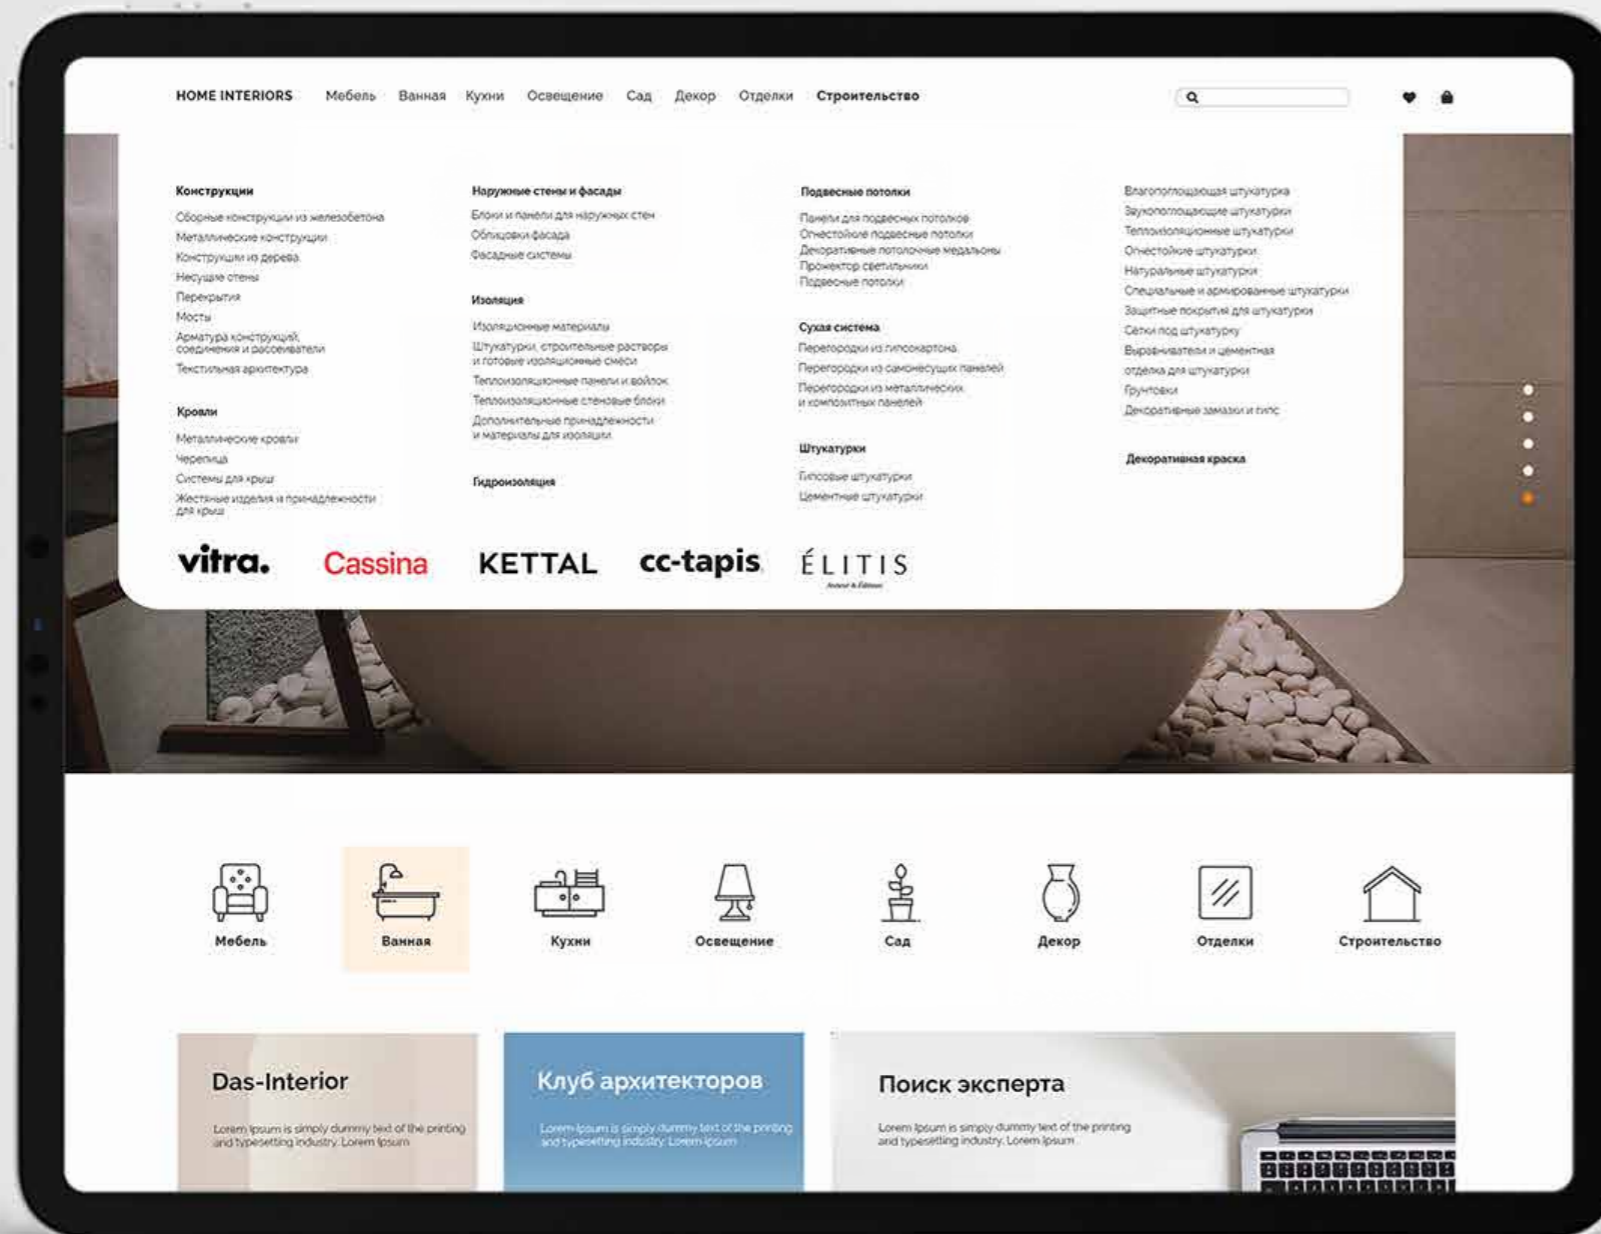 HOME INTERIORS Мебель Ванная Кухни Освещение Сад Декор Отделки Строительство
Конструкции
Сборные конструкции из железобетона
Металлические конструкции
Конструкции из дерева
Несущие стены
Перекрытия
Мосты
Арматура конструкций,
соединения и рассеиватели
Текстильная архитектура
Кровли
Металлические кровли
Черепица
Системы для крыш
Жестяные изделия и принадлежности
для крыш
Наружные стены и фасады
Блоки и панели для наружных стен
Облицовки фасада
Фасадные системы
Изоляция
Изоляционные материалы
Штукатурки, строительные растворы
и готовые изоляционные смеси
Теплоизоляционные панели и войлок
Теплоизоляционные стеновые блоки
Дополнительные принадлежности
и материалы для изоляции
Гидроизоляция
Подвесные потолки
Панели для подвесных потолков
Огнестойкие подвесные потолки
Декоративные потолочные медальоны
Прожектор светильники
Подвесные потолки
Сухая система
Перегородки из гипсокартона
Перегородки из самонесущих панелей
Перегородки из металлических
и композитных панелей
Штукатурки
Гипсовые штукатурки
Цементные штукатурки
Влагопоглощающая штукатурка
Звукопоглощающие штукатурки
Теплоизоляционные штукатурки
Огнестойкие штукатурки
Натуральные штукатурки
Специальные и армированные штукатурки
Защитные покрытия для штукатурки
Сетки под штукатурку
Выравниватели и цементная
отделка для штукатурки
Грунтовки
Декоративные замазки и гипс
Декоративная краска
vitra. Cassina KETTAL cc-tapis ÉLITIS
Мебель Ванная Кухни Освещение Сад Декор Отделки Строительство
Das-Interior
Lorem Ipsum is simply dummy text of the printing
and typesetting industry. Lorem Ipsum
Клуб архитекторов
Lorem Ipsum is simply dummy text of the printing
and typesetting industry. Lorem Ipsum
Поиск эксперта
Lorem Ipsum is simply dummy text of the printing
and typesetting industry. Lorem Ipsum